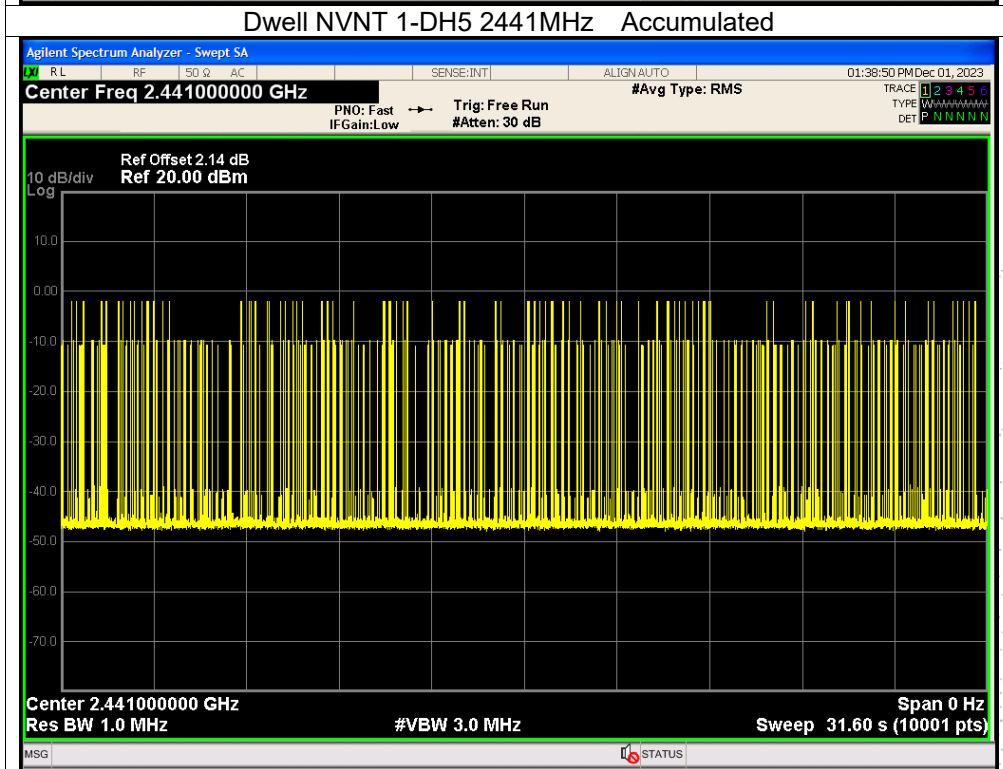 Dwell NVNT 1-DH5 2441MHz Accumulated
Agilent Spectrum Analyzer - Swept SA
LXI RL RF 50 Ω AC SENSE:INT ALIGN AUTO 01:38:50 PM Dec 01, 2023
Center Freq 2.441000000 GHz #Avg Type: RMS TRACE 1 2 3 4 5 6
PNO: Fast Trig: Free Run TYPE W
IFGain:Low #Atten: 30 dB DET P N N N N N
Ref Offset 2.14 dB
10 dB/div Ref 20.00 dBm
Log
10.0
0.00
-10.0
-20.0
-30.0
-40.0
-50.0
-60.0
-70.0
Center 2.441000000 GHz Span 0 Hz
Res BW 1.0 MHz #VBW 3.0 MHz Sweep 31.60 s (10001 pts)
MSG STATUS